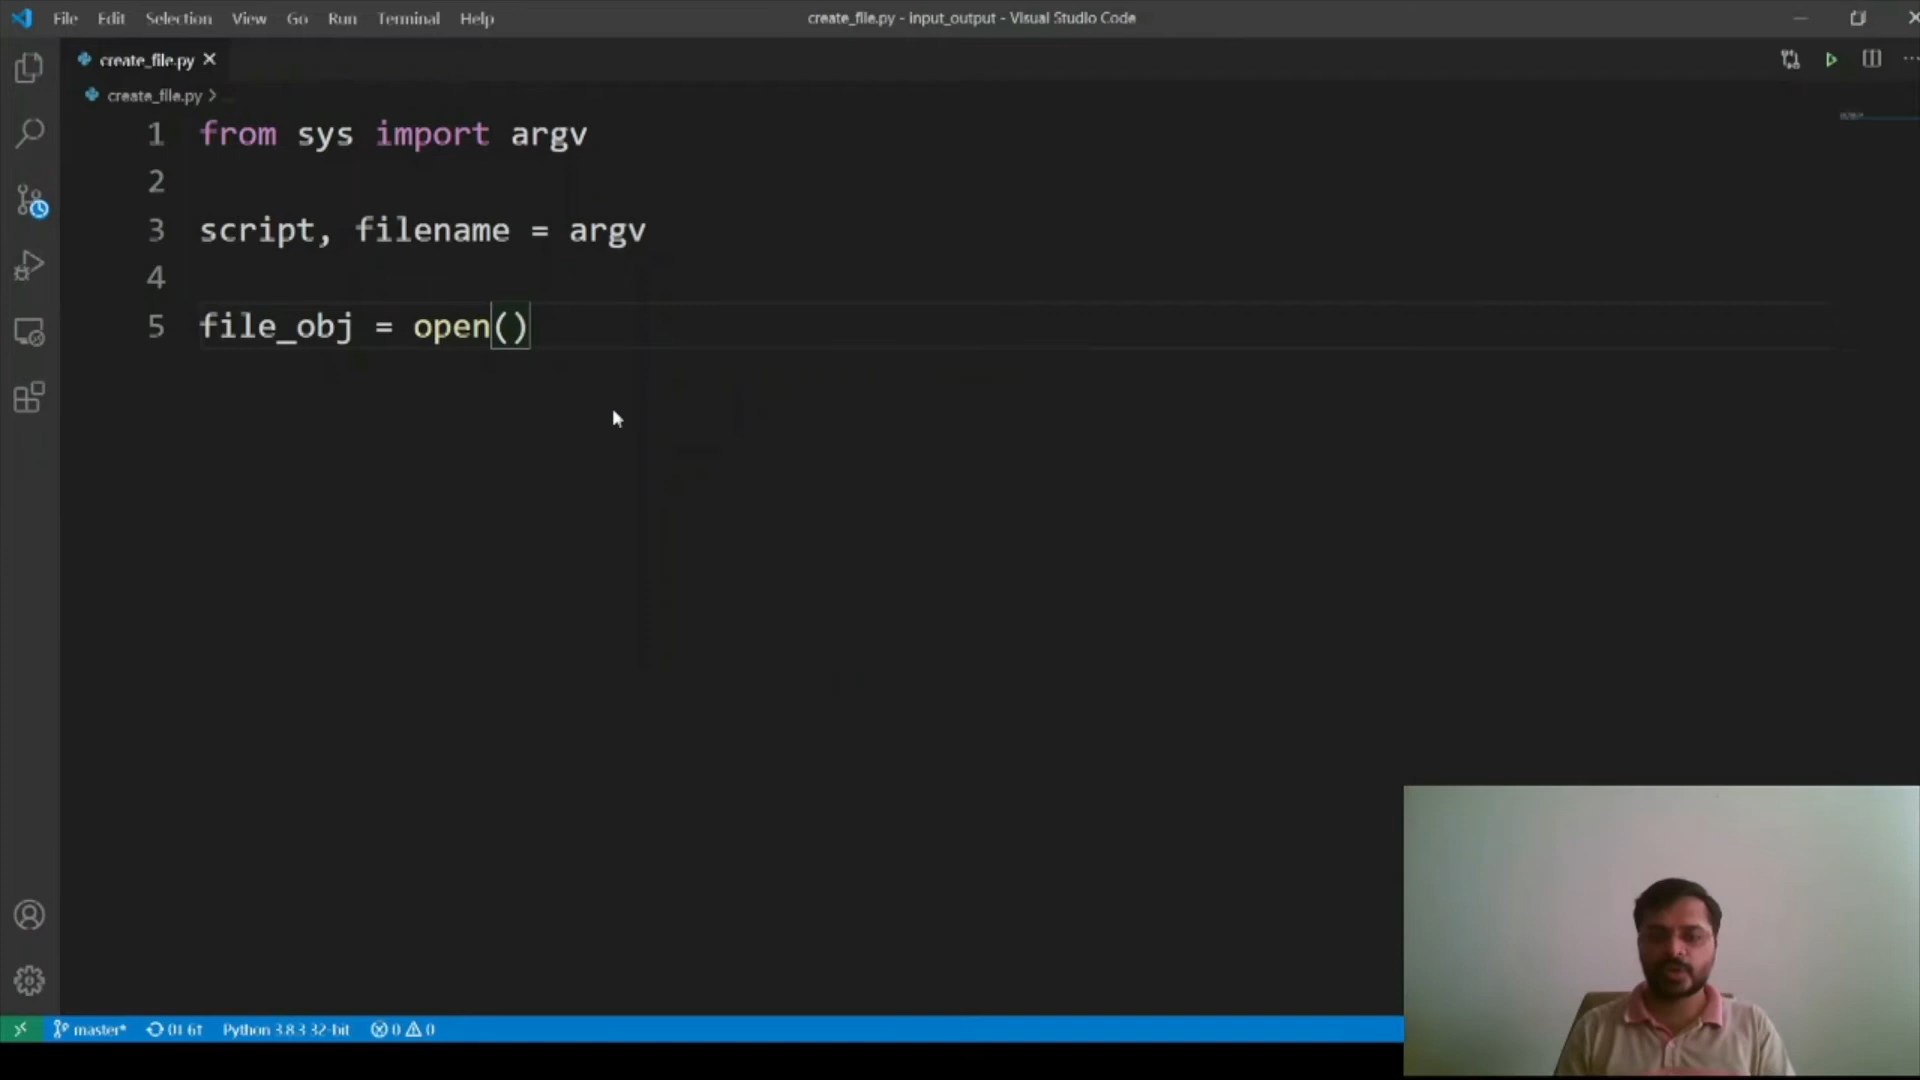 File Edit Selection View Go Run Terminal Help
create_file.py - input_output - Visual Studio Code
create_file.py
create_file.py >
1 from sys import argv
2
3 script, filename = argv
4
5 file_obj = open()
master* 0↓ 6↑ Python 3.8.3 32-bit 0 0